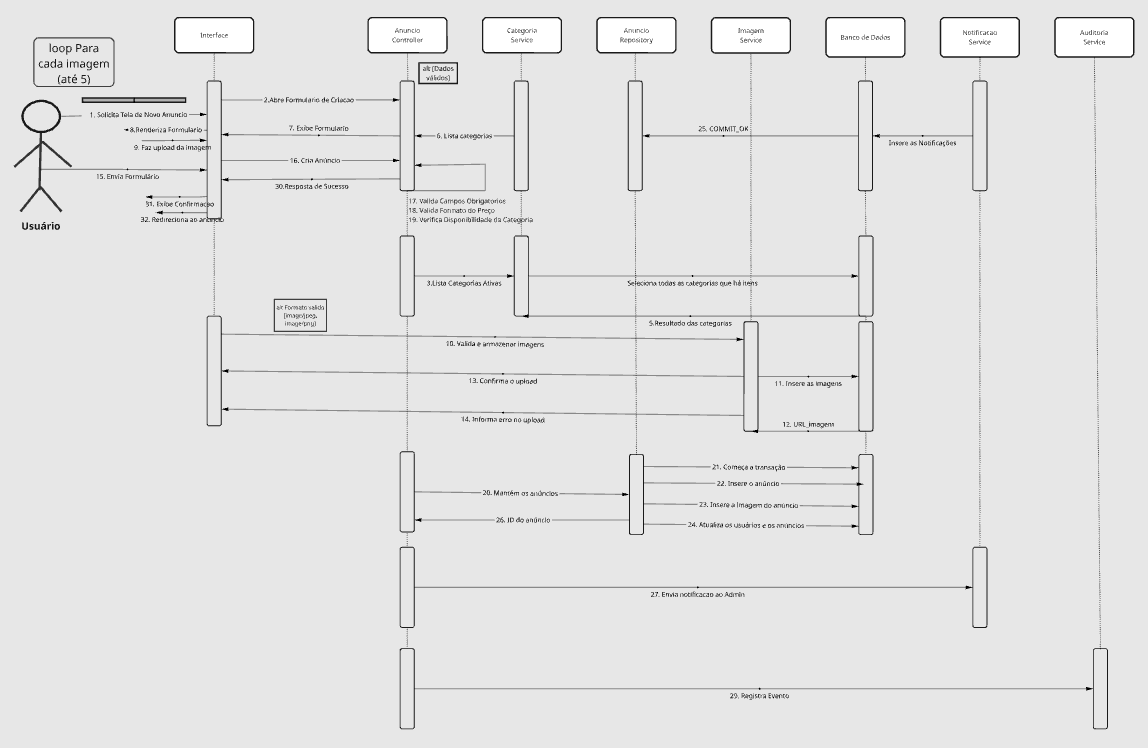 Interface
Anuncio
Controller
Categoria
Service
Anuncio
Repository
Imagem
Service
Banco de Dados
Notificacao
Service
Auditoria
Service
loop Para
cada imagem
(até 5)
alt [Dados
válidos]
1. Solicita Tela de Novo Anuncio
2.Abre Formulario de Criacao
8.Renderiza Formulario
7. Exibe Formulario
6. Lista categorias
25. COMMIT_OK
Insere as Notificações
9. Faz upload da imagem
16. Cria Anúncio
15. Envia Formulário
30.Resposta de Sucesso
31. Exibe Confirmacao
32. Redireciona ao anúncio
17. Valida Campos Obrigatorios
18. Valida Formato do Preço
19. Verifica Disponibilidade da Categoria
Usuário
3.Lista Categorias Ativas
Seleciona todas as categorias que há itens
5.Resultado das categorias
alt Formato valido
[image/jpeg,
image/png]
10. Valida e armazenar imagens
13. Confirma o upload
11. Insere as imagens
14. Informa erro no upload
12. URL_imagem
21. Começa a transação
22. Insere o anúncio
20. Mantém os anúncios
23. Insere a imagem do anúncio
26. ID do anúncio
24. Atualiza os usuários e os anúncios
27. Envia notificacao ao Admin
29. Registra Evento